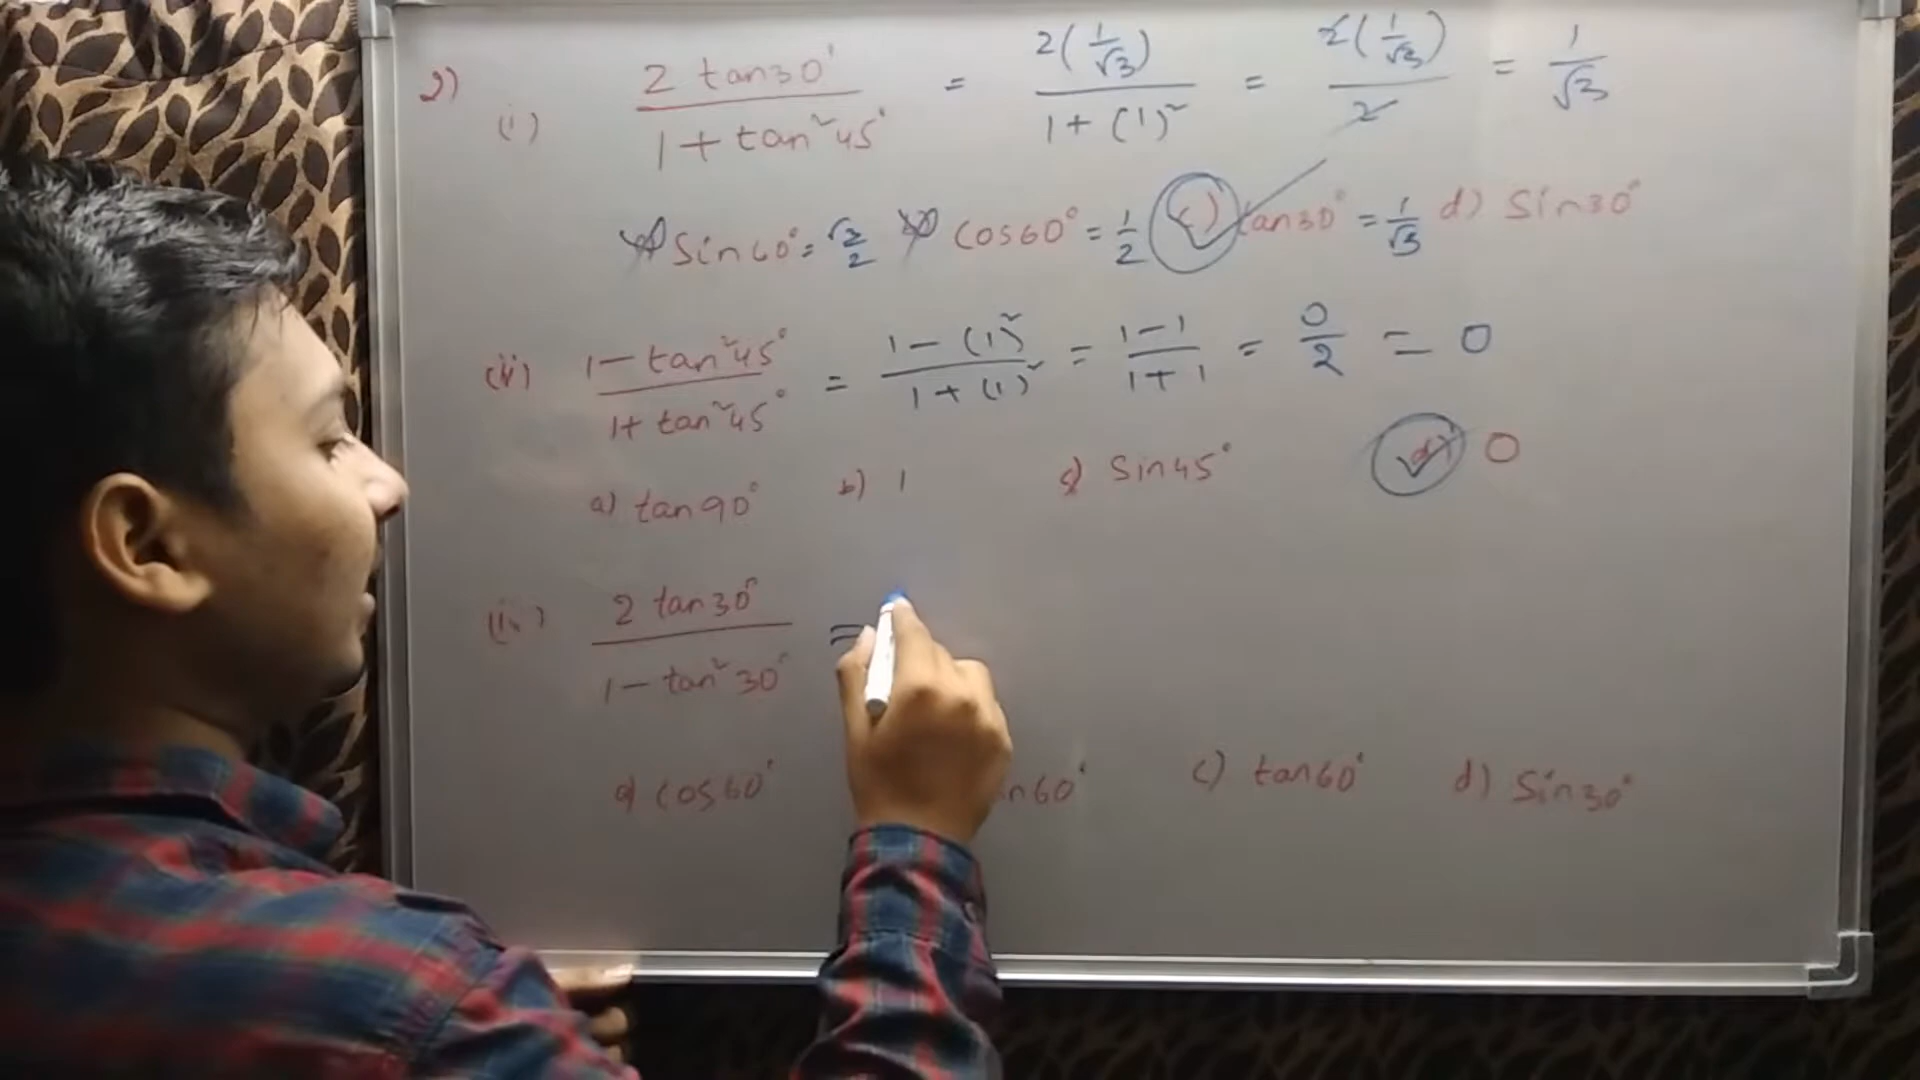 2) (i) 2 tan30° / 1 + tan²45° = 2(1/√3) / 1 + (1)² = 2(1/√3) / 2 = 1/√3
Sin60° = √3/2 cos60° = 1/2 c) tan30° = 1/√3 d) Sin30°
(ii) 1 - tan²45° / 1 + tan²45° = 1 - (1)² / 1 + (1)² = 1 - 1 / 1 + 1 = 0/2 = 0
a) tan90° b) 1 c) Sin45° d) 0
2 tan30° / 1 - tan²30° =
a) cos60° n60° c) tan60° d) Sin30°